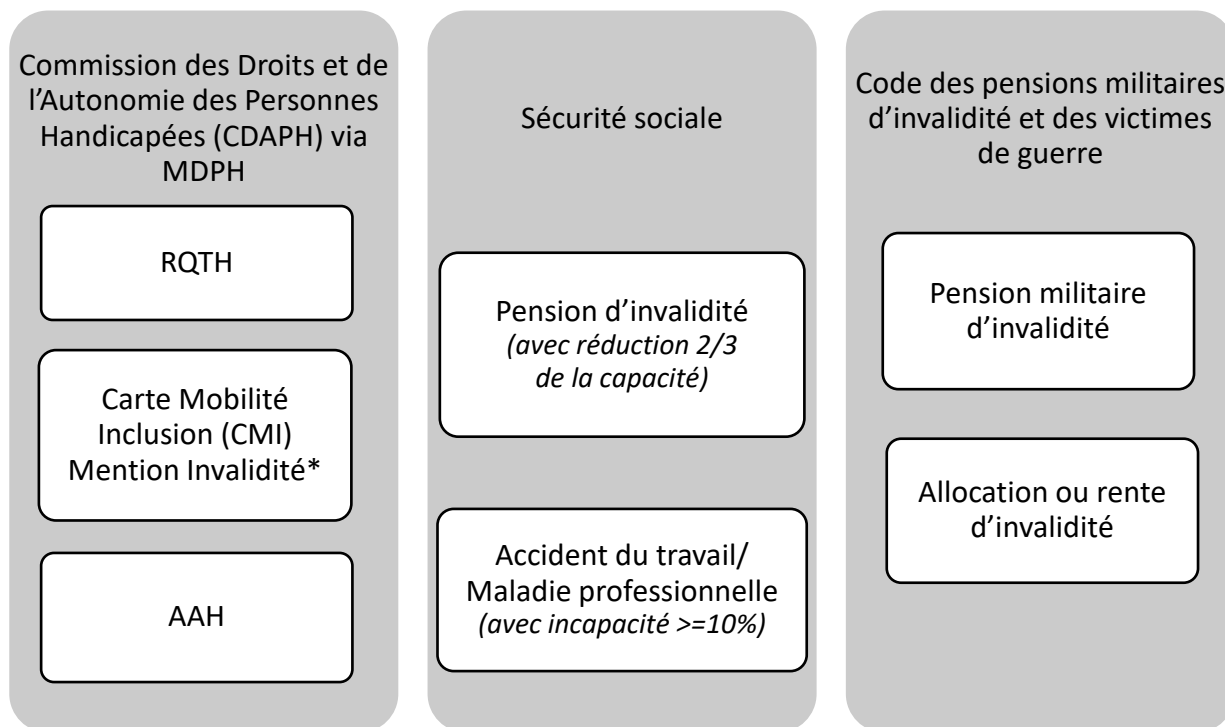 Commission des Droits et de
l’Autonomie des Personnes
Handicapées (CDAPH) via
MDPH
RQTH
Carte Mobilité
Inclusion (CMI)
Mention Invalidité*
AAH
Sécurité sociale
Pension d’invalidité
(avec réduction 2/3
de la capacité)
Accident du travail/
Maladie professionnelle
(avec incapacité >=10%)
Code des pensions militaires
d’invalidité et des victimes
de guerre
Pension militaire
d’invalidité
Allocation ou rente
d’invalidité